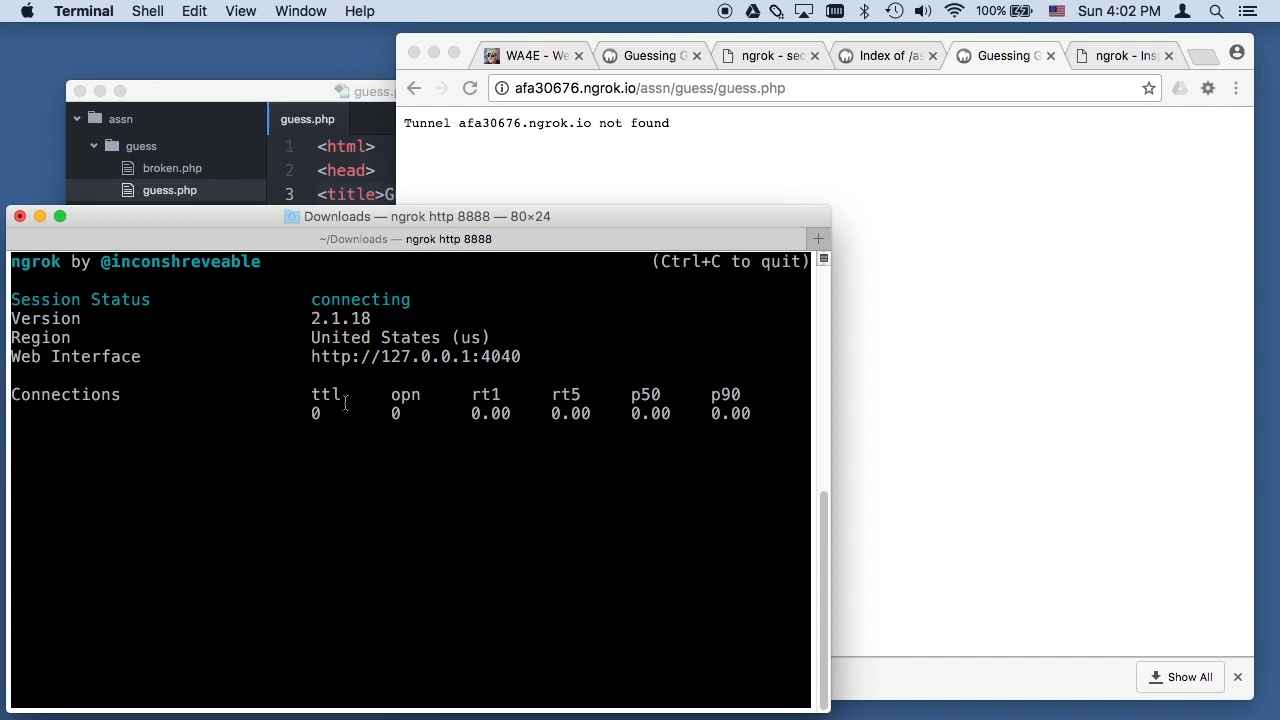 Terminal Shell Edit View Window Help 100% Sun 4:02 PM
WA4E - We Guessing G ngrok - sec Index of /as Guessing G ngrok - Ins
afa30676.ngrok.io/assn/guess/guess.php
Tunnel afa30676.ngrok.io not found
guess.
assn
guess.php
guess
broken.php
guess.php
1 <html>
2 <head>
3 <title>G
Downloads — ngrok http 8888 — 80×24
~/Downloads — ngrok http 8888
ngrok by @inconshreveable (Ctrl+C to quit)
Session Status connecting
Version 2.1.18
Region United States (us)
Web Interface http://127.0.0.1:4040
Connections ttl opn rt1 rt5 p50 p90
0 0 0.00 0.00 0.00 0.00
Show All